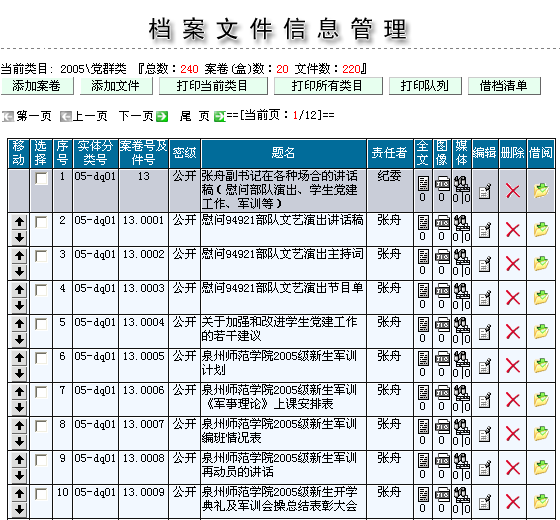 档案文件信息管理
当前类目: 2005\党群类 『总数：240 案卷(盒)数：20 文件数：220』
添加案卷 添加文件 打印当前类目 打印所有类目 打印队列 借档清单
第一页 上一页 下一页 尾 页 ==[当前页：1/12]==
移动 选择 序号 实体分类号 案卷号及件号 密级 题名 责任者 全文 图像 媒体 编辑 删除 借阅
1 05-dq01 13 公开 张舟副书记在各种场合的讲话 纪委
稿（慰问部队演出、学生党建
工作、军训等） 0 0 0|0
2 05-dq01 13.0001 公开 慰问94921部队文艺演出讲话稿 张舟
0 0 0|0
3 05-dq01 13.0002 公开 慰问94921部队文艺演出主持词 张舟
0 0 0|0
4 05-dq01 13.0003 公开 慰问94921部队文艺演出节目单 张舟
0 0 0|0
5 05-dq01 13.0004 公开 关于加强和改进学生党建工作 张舟
的若干建议 0 0 0|0
6 05-dq01 13.0005 公开 泉州师范学院2005级新生军训 张舟
计划 0 0 0|0
7 05-dq01 13.0006 公开 泉州师范学院2005级新生军训 张舟
《军事理论》上课安排表 0 0 0|0
8 05-dq01 13.0007 公开 泉州师范学院2005级新生军训 张舟
编班情况表 0 0 0|0
9 05-dq01 13.0008 公开 泉州师范学院2005级新生军训 张舟
再动员的讲话 0 0 0|0
10 05-dq01 13.0009 公开 泉州师范学院2005级新生开学 张舟
典礼及军训会操总结表彰大会 0 0 0|0